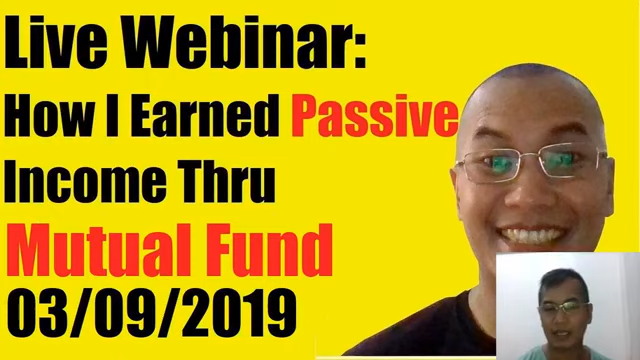 Live Webinar:
How I Earned Passive
Income Thru
Mutual Fund
03/09/2019